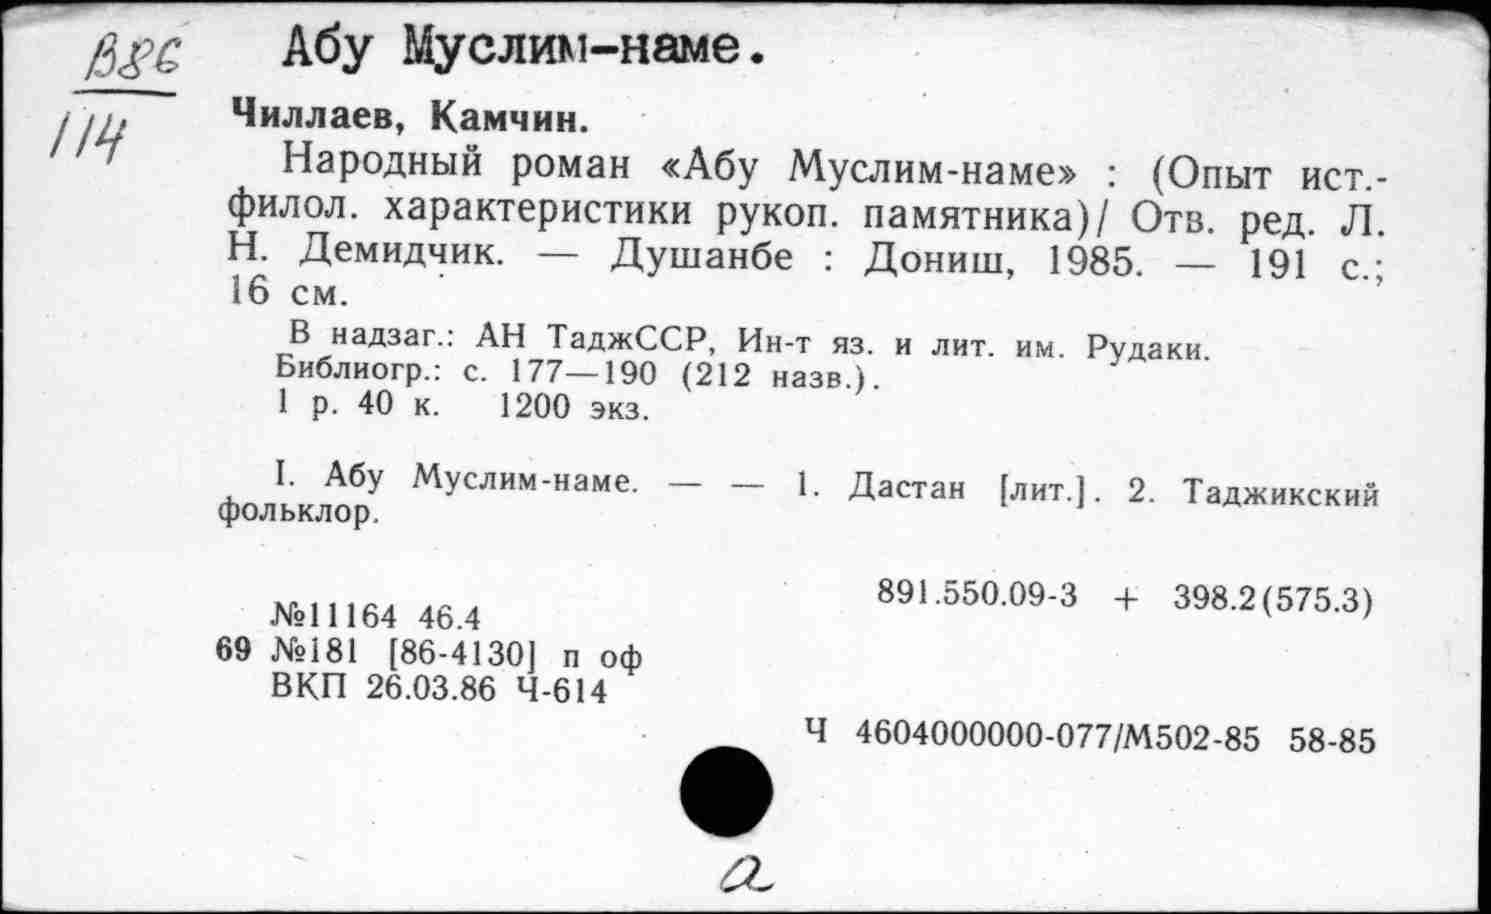 Абу Муслим-наме.
114
Чиллаев, Камчин.
Народный роман «Абу Муслим-наме» : (Опыт ист.-
филол. характеристики рукоп. памятника)/ Отв. ред. Л.
Н. Демидчик. — Душанбе : Дониш, 1985. — 191 с.;
16 см.
В надзаг.: АН ТаджССР, Ин-т яз. и лит. им. Рудаки.
Библиогр.: с. 177—190 (212 назв.).
1 р. 40 к. 1200 экз.
I. Абу Муслим-наме. — — 1. Дастан [лит.]. 2. Таджикский
фольклор.
891.550.09-3 + 398.2(575.3)
№11164 46.4
69 №181 [86-4130] п оф
ВКП 26.03.86 Ч-614
Ч 4604000000-077/М502-85 58-85
а